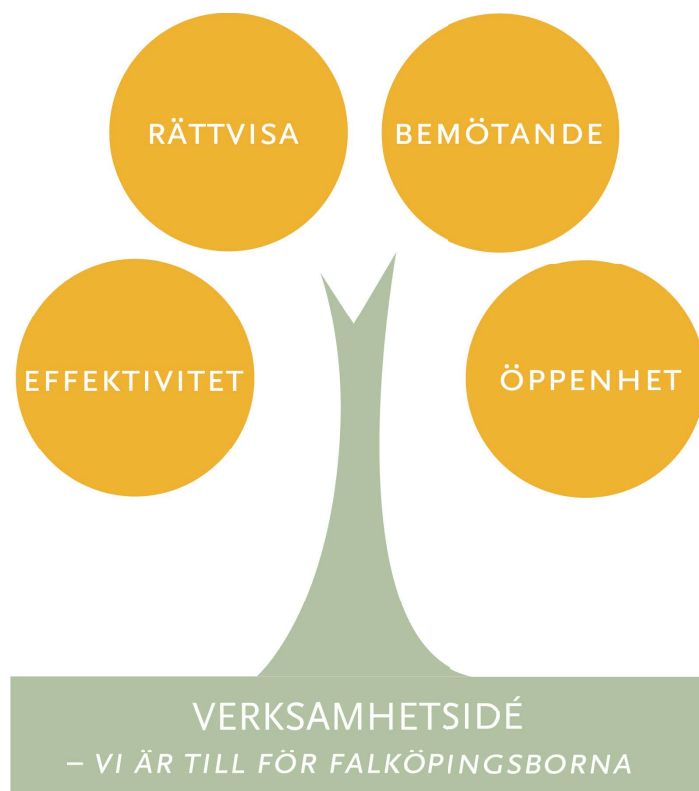 RÄTTVISA
BEMÖTANDE
EFFEKTIVITET
ÖPPENHET
VERKSAMHETSIDÉ
– VI ÄR TILL FÖR FALKÖPINGSBORNA